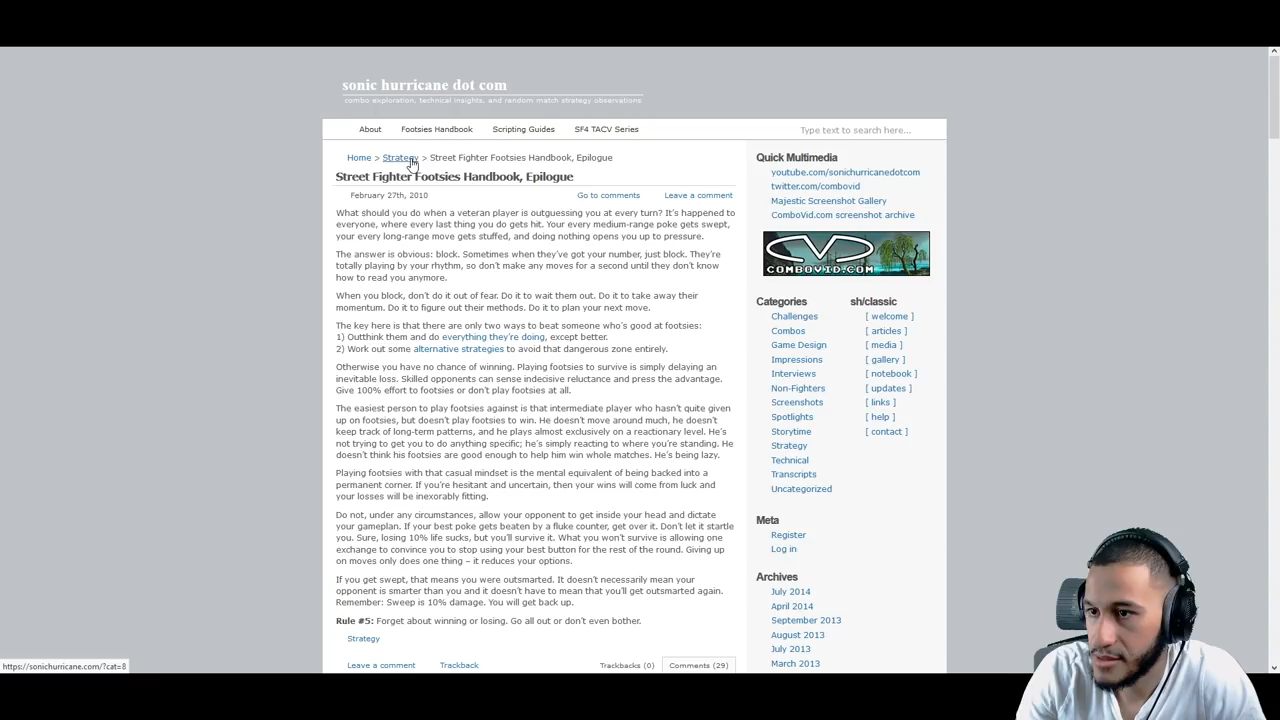 sonic hurricane dot com
combo exploration, technical insights, and random match strategy observations
About Footsies Handbook Scripting Guides SF4 TACV Series Type text to search here...
Home > Strategy > Street Fighter Footsies Handbook, Epilogue
Street Fighter Footsies Handbook, Epilogue
February 27th, 2010 Go to comments Leave a comment
What should you do when a veteran player is outguessing you at every turn? It's happened to
everyone, where every last thing you do gets hit. Your every medium-range poke gets swept,
your every long-range move gets stuffed, and doing nothing opens you up to pressure.
The answer is obvious: block. Sometimes when they've got your number, just block. They're
totally playing by your rhythm, so don't make any moves for a second until they don't know
how to read you anymore.
When you block, don't do it out of fear. Do it to wait them out. Do it to take away their
momentum. Do it to figure out their methods. Do it to plan your next move.
The key here is that there are only two ways to beat someone who's good at footsies:
1) Outthink them and do everything they're doing, except better.
2) Work out some alternative strategies to avoid that dangerous zone entirely.
Otherwise you have no chance of winning. Playing footsies to survive is simply delaying an
inevitable loss. Skilled opponents can sense indecisive reluctance and press the advantage.
Give 100% effort to footsies or don't play footsies at all.
The easiest person to play footsies against is that intermediate player who hasn't quite given
up on footsies, but doesn't play footsies to win. He doesn't move around much, he doesn't
keep track of long-term patterns, and he plays almost exclusively on a reactionary level. He's
not trying to get you to do anything specific; he's simply reacting to where you're standing. He
doesn't think his footsies are good enough to help him win whole matches. He's being lazy.
Playing footsies with that casual mindset is the mental equivalent of being backed into a
permanent corner. If you're hesitant and uncertain, then your wins will come from luck and
your losses will be inexorably fitting.
Do not, under any circumstances, allow your opponent to get inside your head and dictate
your gameplan. If your best poke gets beaten by a fluke counter, get over it. Don't let it startle
you. Sure, losing 10% life sucks, but you'll survive it. What you won't survive is allowing one
exchange to convince you to stop using your best button for the rest of the round. Giving up
on moves only does one thing – it reduces your options.
If you get swept, that means you were outsmarted. It doesn't necessarily mean your
opponent is smarter than you and it doesn't have to mean that you'll get outsmarted again.
Remember: Sweep is 10% damage. You will get back up.
Rule #5: Forget about winning or losing. Go all out or don't even bother.
Strategy
Leave a comment Trackback Trackbacks (0) Comments (29)
Quick Multimedia
youtube.com/sonichurricanedotcom
twitter.com/combovid
Majestic Screenshot Gallery
ComboVid.com screenshot archive
COMBOVID.COM
Categories
Challenges
Combos
Game Design
Impressions
Interviews
Non-Fighters
Screenshots
Spotlights
Storytime
Strategy
Technical
Transcripts
Uncategorized
sh/classic
[ welcome ]
[ articles ]
[ media ]
[ gallery ]
[ notebook ]
[ updates ]
[ links ]
[ help ]
[ contact ]
Meta
Register
Log in
Archives
July 2014
April 2014
September 2013
August 2013
July 2013
March 2013
https://sonichurricane.com/?cat=8